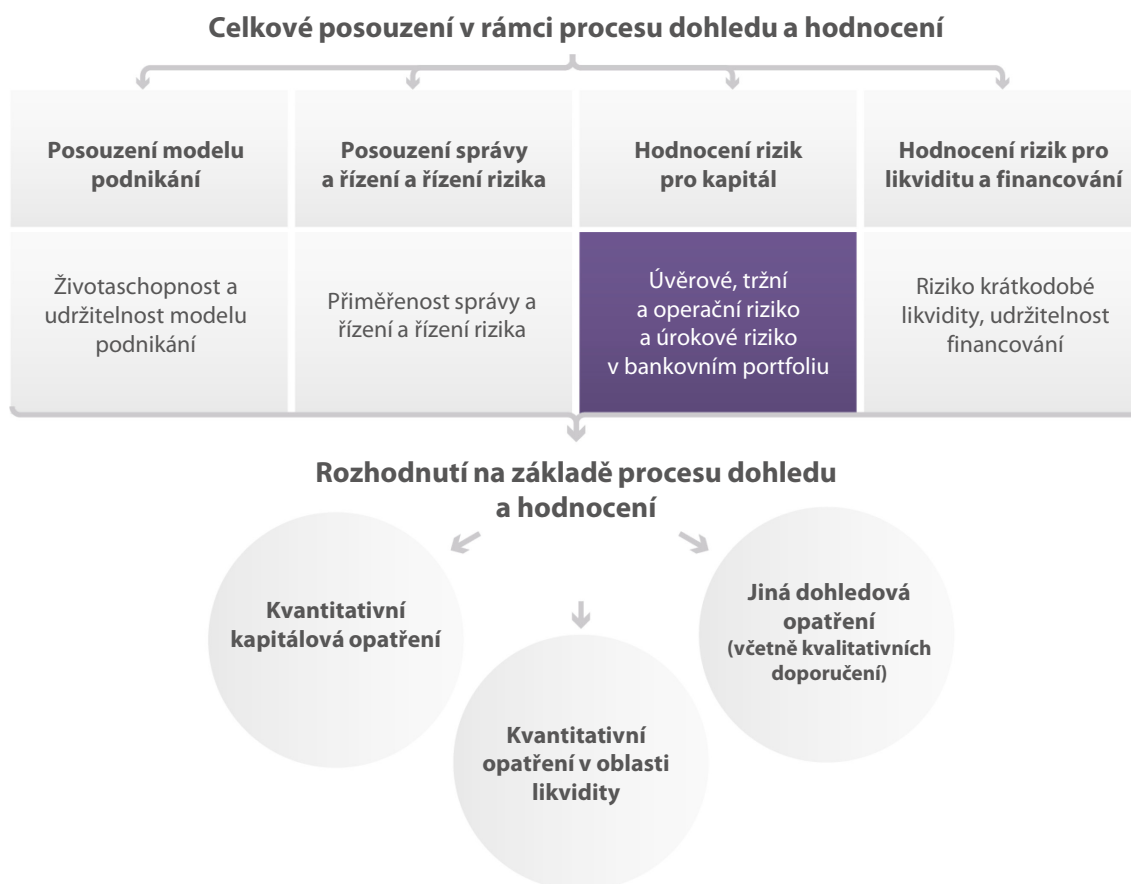 Celkové posouzení v rámci procesu dohledu a hodnocení
Posouzení modelu
podnikání
Posouzení správy
a řízení a řízení rizika
Hodnocení rizik
pro kapitál
Hodnocení rizik pro
likviditu a financování
Životaschopnost a
udržitelnost modelu
podnikání
Přiměřenost správy a
řízení a řízení rizika
Úvěrové, tržní
a operační riziko
a úrokové riziko
v bankovním portfoliu
Riziko krátkodobé
likvidity, udržitelnost
financování
Rozhodnutí na základě procesu dohledu
a hodnocení
Kvantitativní
kapitálová opatření
Kvantitativní
opatření v oblasti
likvidity
Jiná dohledová
opatření
(včetně kvalitativních
doporučení)